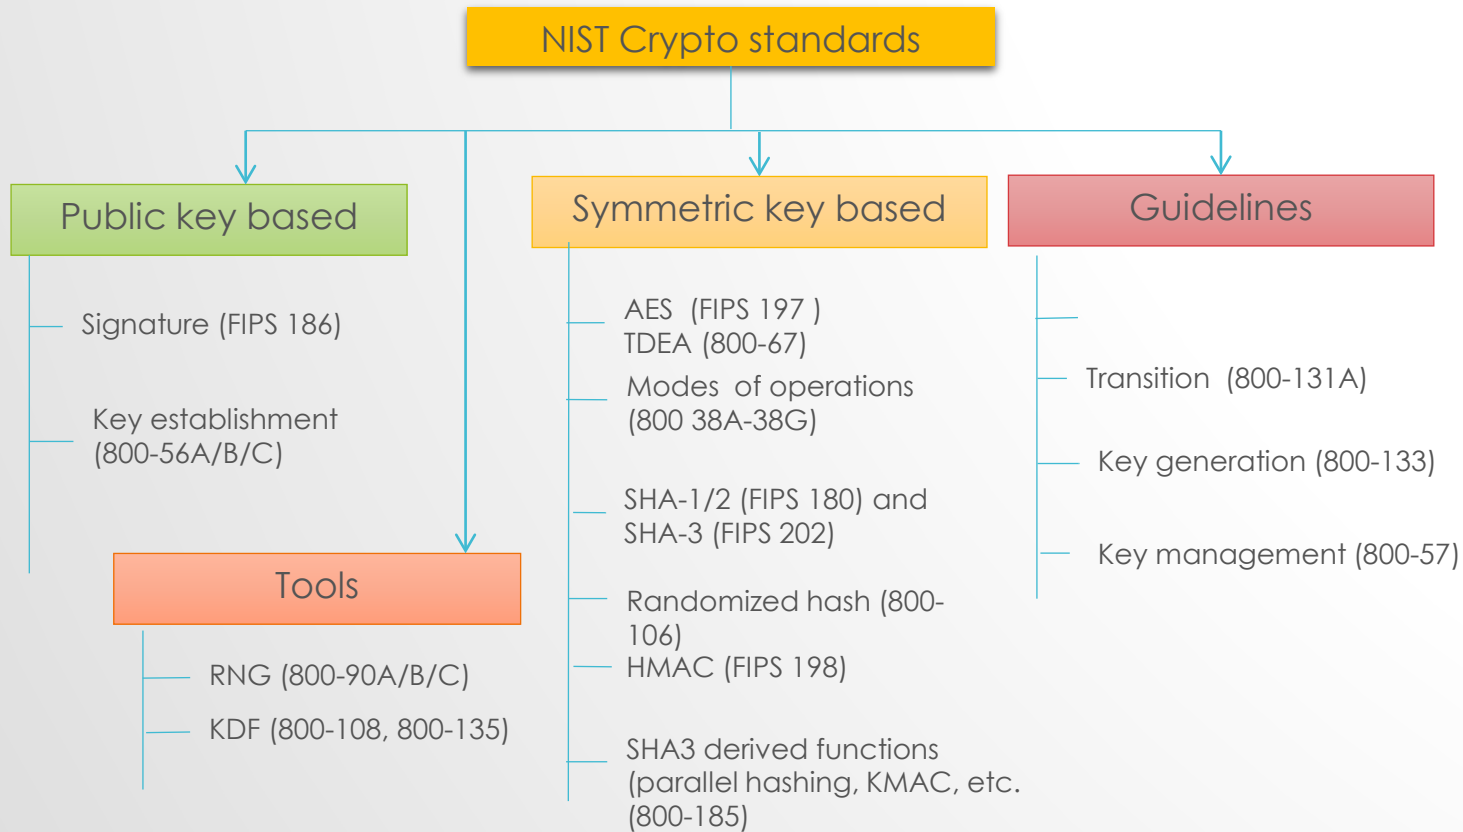 NIST Crypto standards
Public key based
Signature (FIPS 186)
Key establishment
(800-56A/B/C)
Tools
RNG (800-90A/B/C)
KDF (800-108, 800-135)
Symmetric key based
AES (FIPS 197 )
TDEA (800-67)
Modes of operations
(800 38A-38G)
SHA-1/2 (FIPS 180) and
SHA-3 (FIPS 202)
Randomized hash (800-
106)
HMAC (FIPS 198)
SHA3 derived functions
(parallel hashing, KMAC, etc.
(800-185)
Guidelines
Transition (800-131A)
Key generation (800-133)
Key management (800-57)